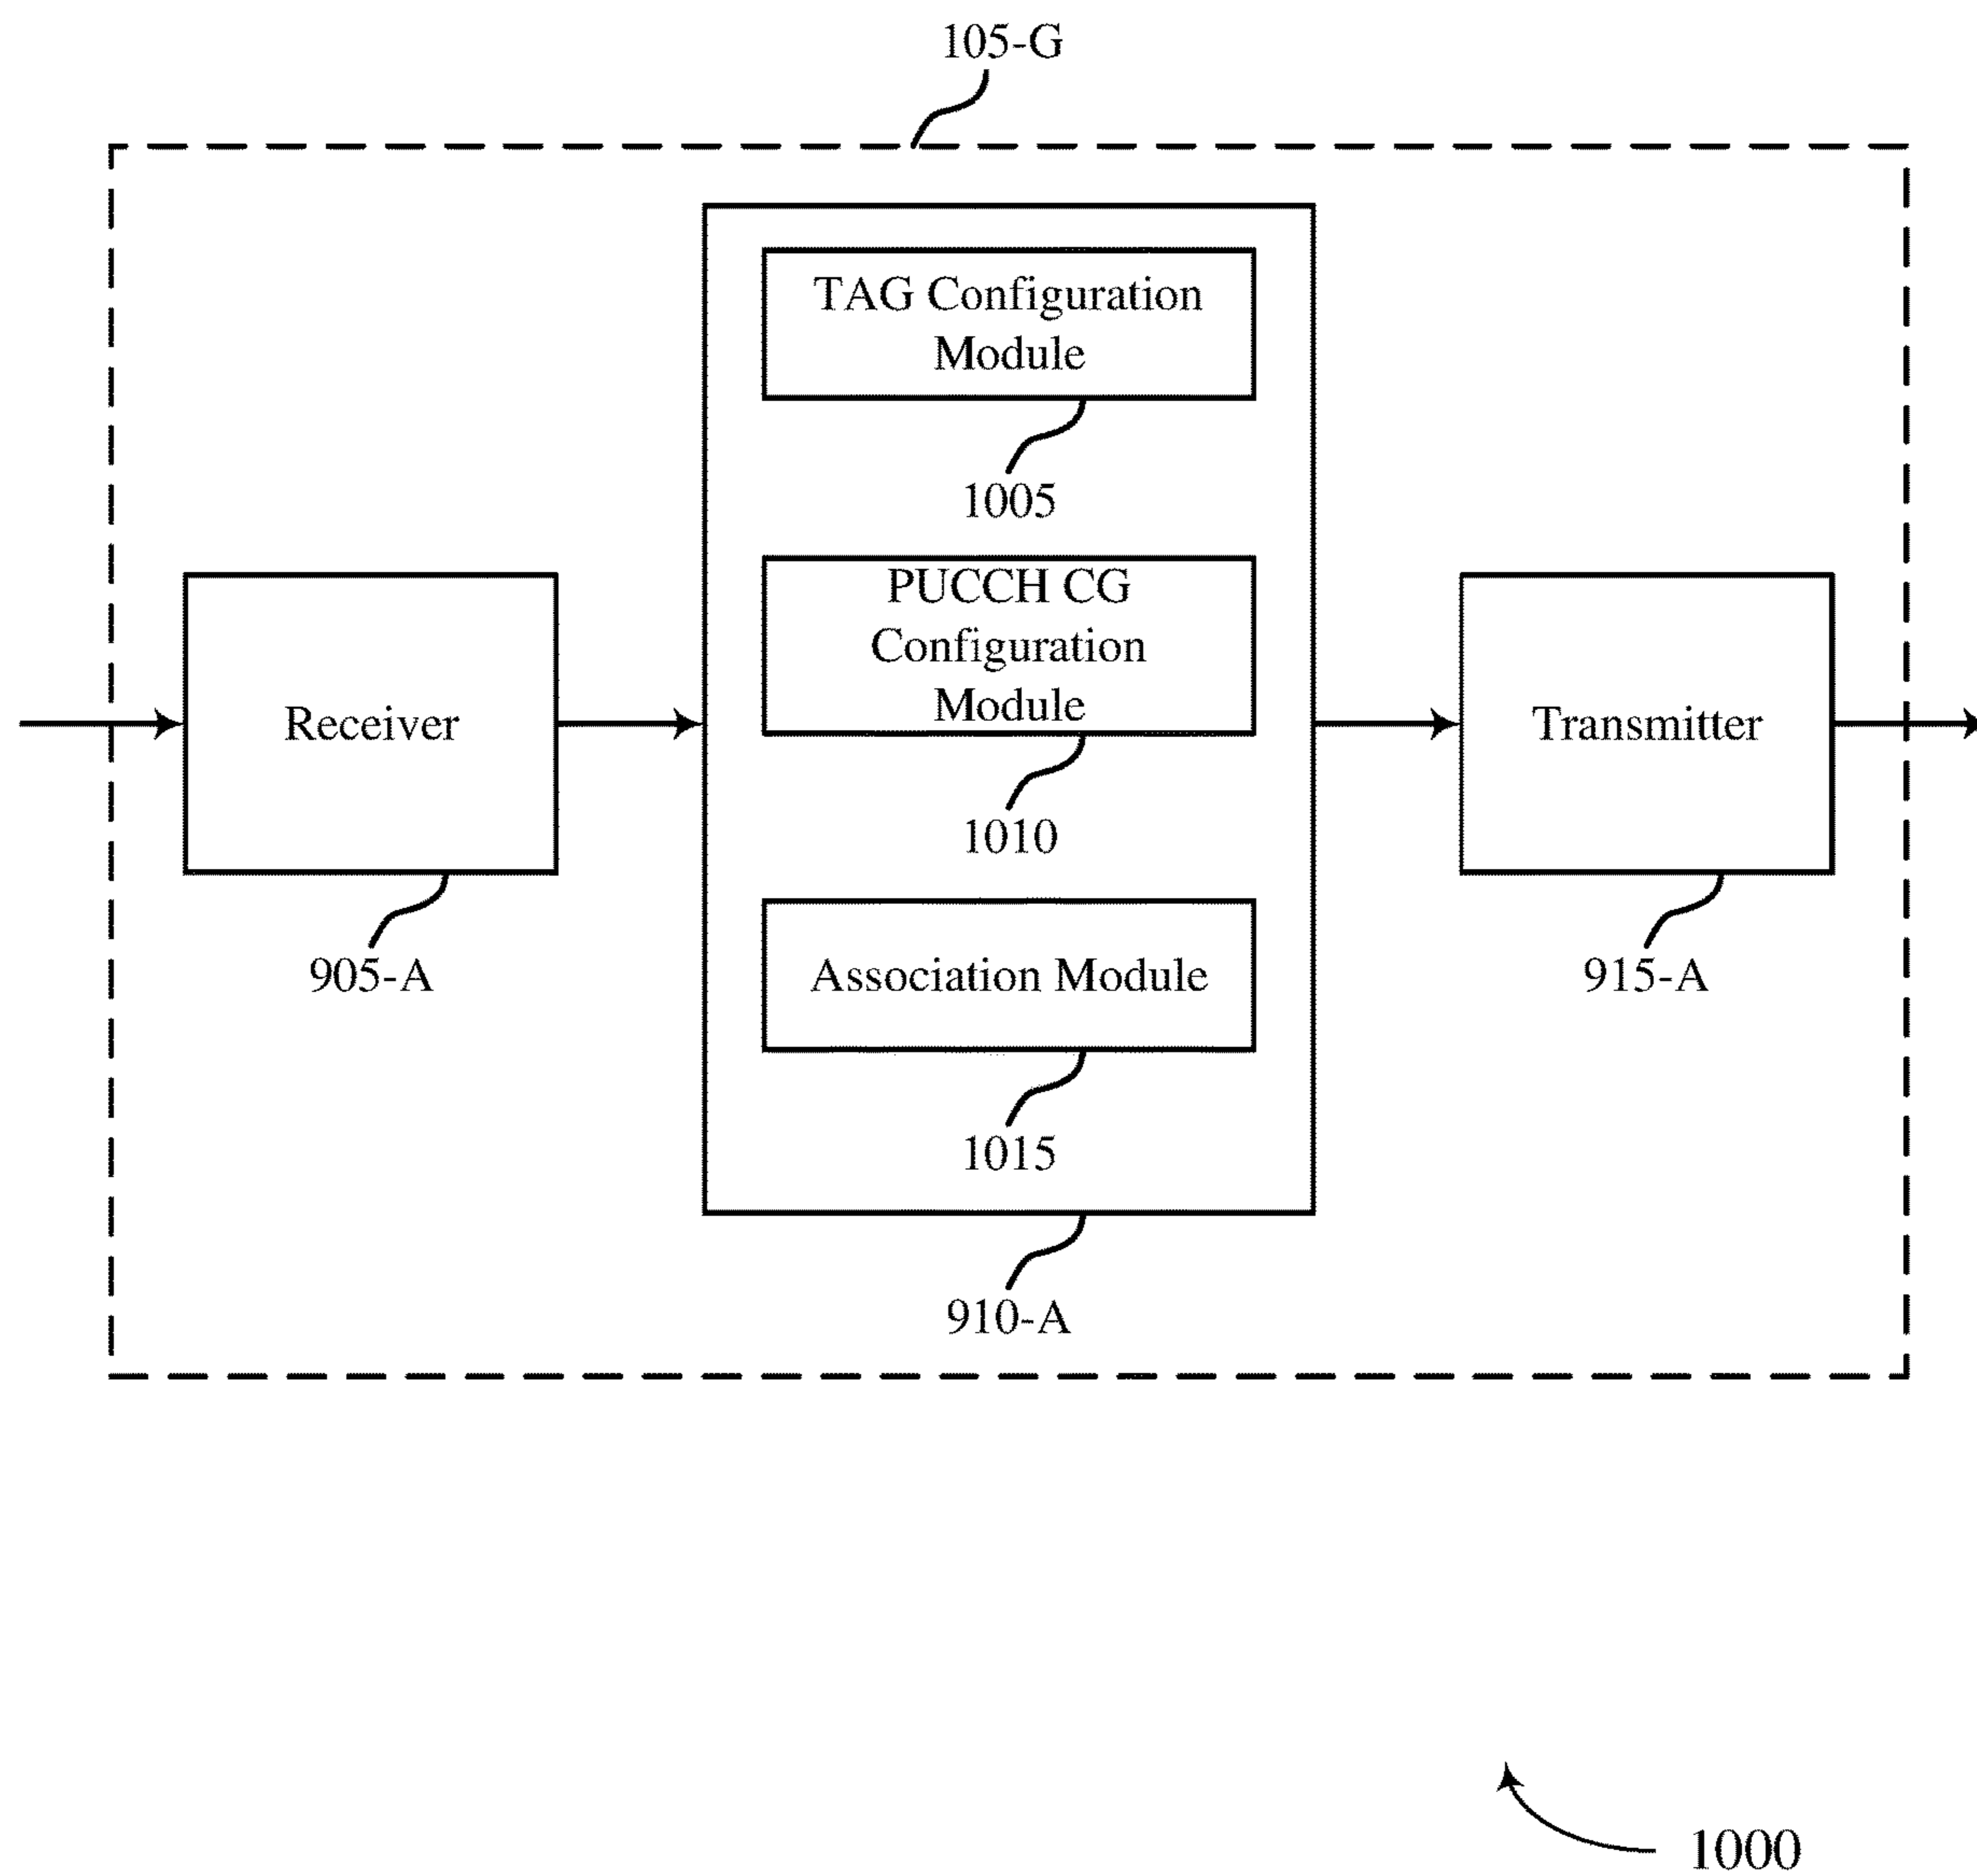 105-G
TAG Configuration
Module
1005
PUCCH CG
Configuration
Module
1010
Receiver
905-A
Association Module
1015
910-A
Transmitter
915-A
1000